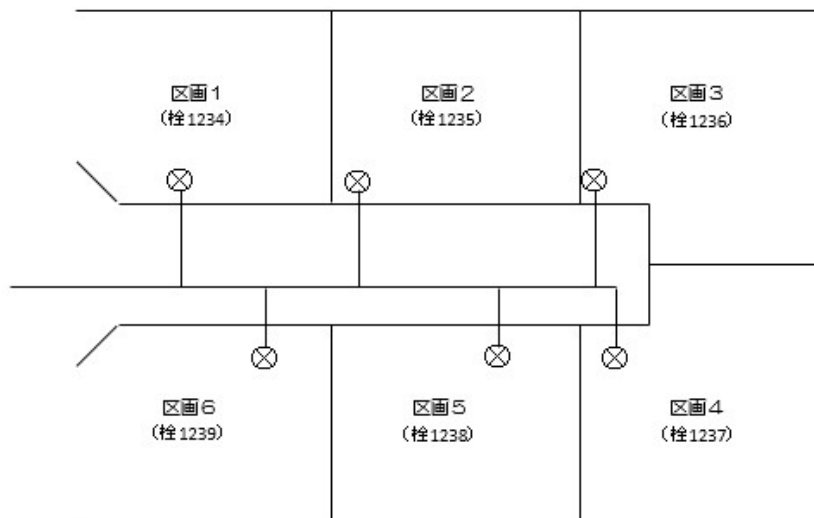 区画１
（栓1234）
区画２
（栓1235）
区画３
（栓1236）
区画６
（栓1239）
区画５
（栓1238）
区画４
（栓1237）